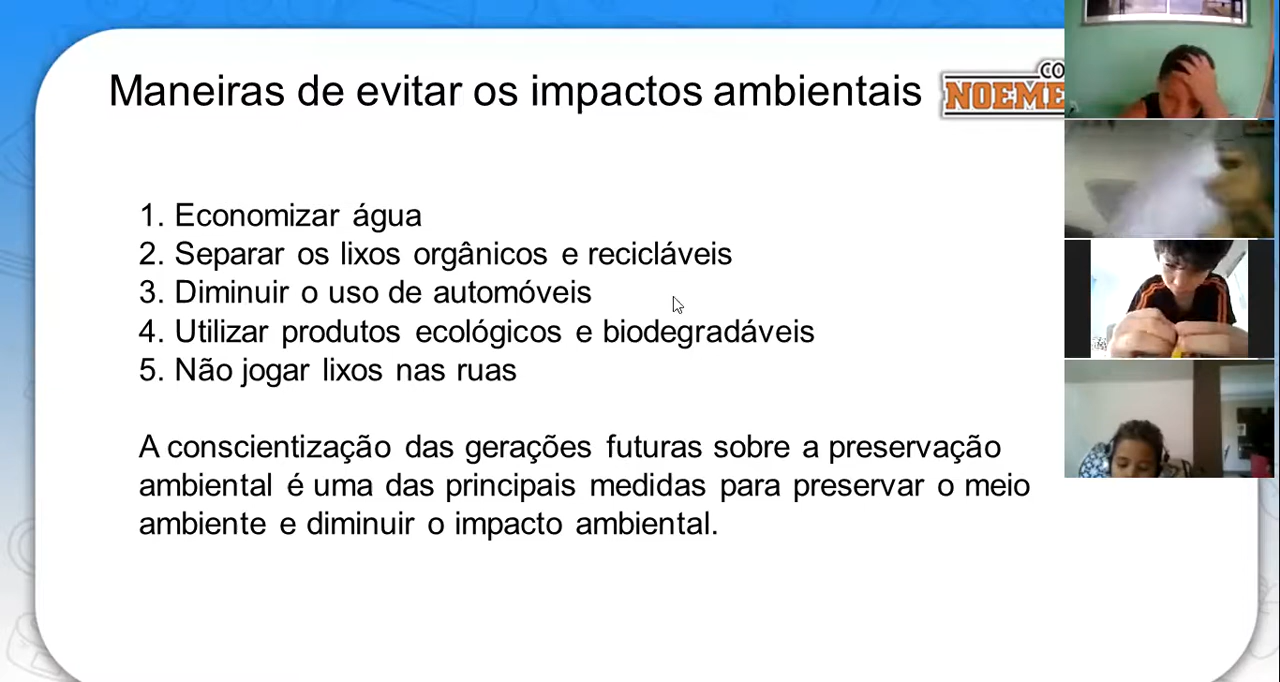 Maneiras de evitar os impactos ambientais
1. Economizar água
2. Separar os lixos orgânicos e recicláveis
3. Diminuir o uso de automóveis
4. Utilizar produtos ecológicos e biodegradáveis
5. Não jogar lixos nas ruas
A conscientização das gerações futuras sobre a preservação
ambiental é uma das principais medidas para preservar o meio
ambiente e diminuir o impacto ambiental.